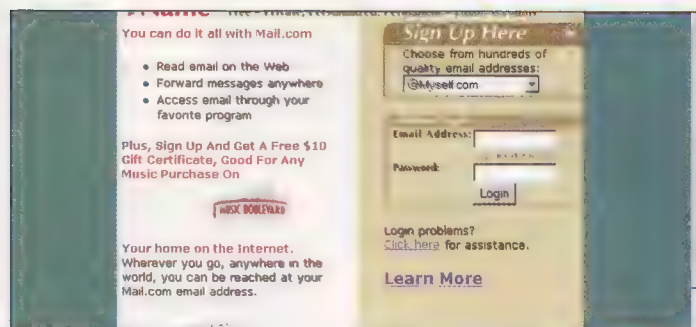 You can do it all with Mail.com
Read email on the Web
Forward messages anywhere
Access email through your
favorite program
Plus, Sign Up And Get A Free $10
Gift Certificate, Good For Any
Music Purchase On
MUSIC BOULEVARD
Your home on the Internet.
Wherever you go, anywhere in the
world, you can be reached at your
Mail.com email address.
Sign Up Here
Choose from hundreds of
quality email addresses:
@Myself.com
Email Address:
Password:
Login
Login problems?
Click here for assistance.
Learn More